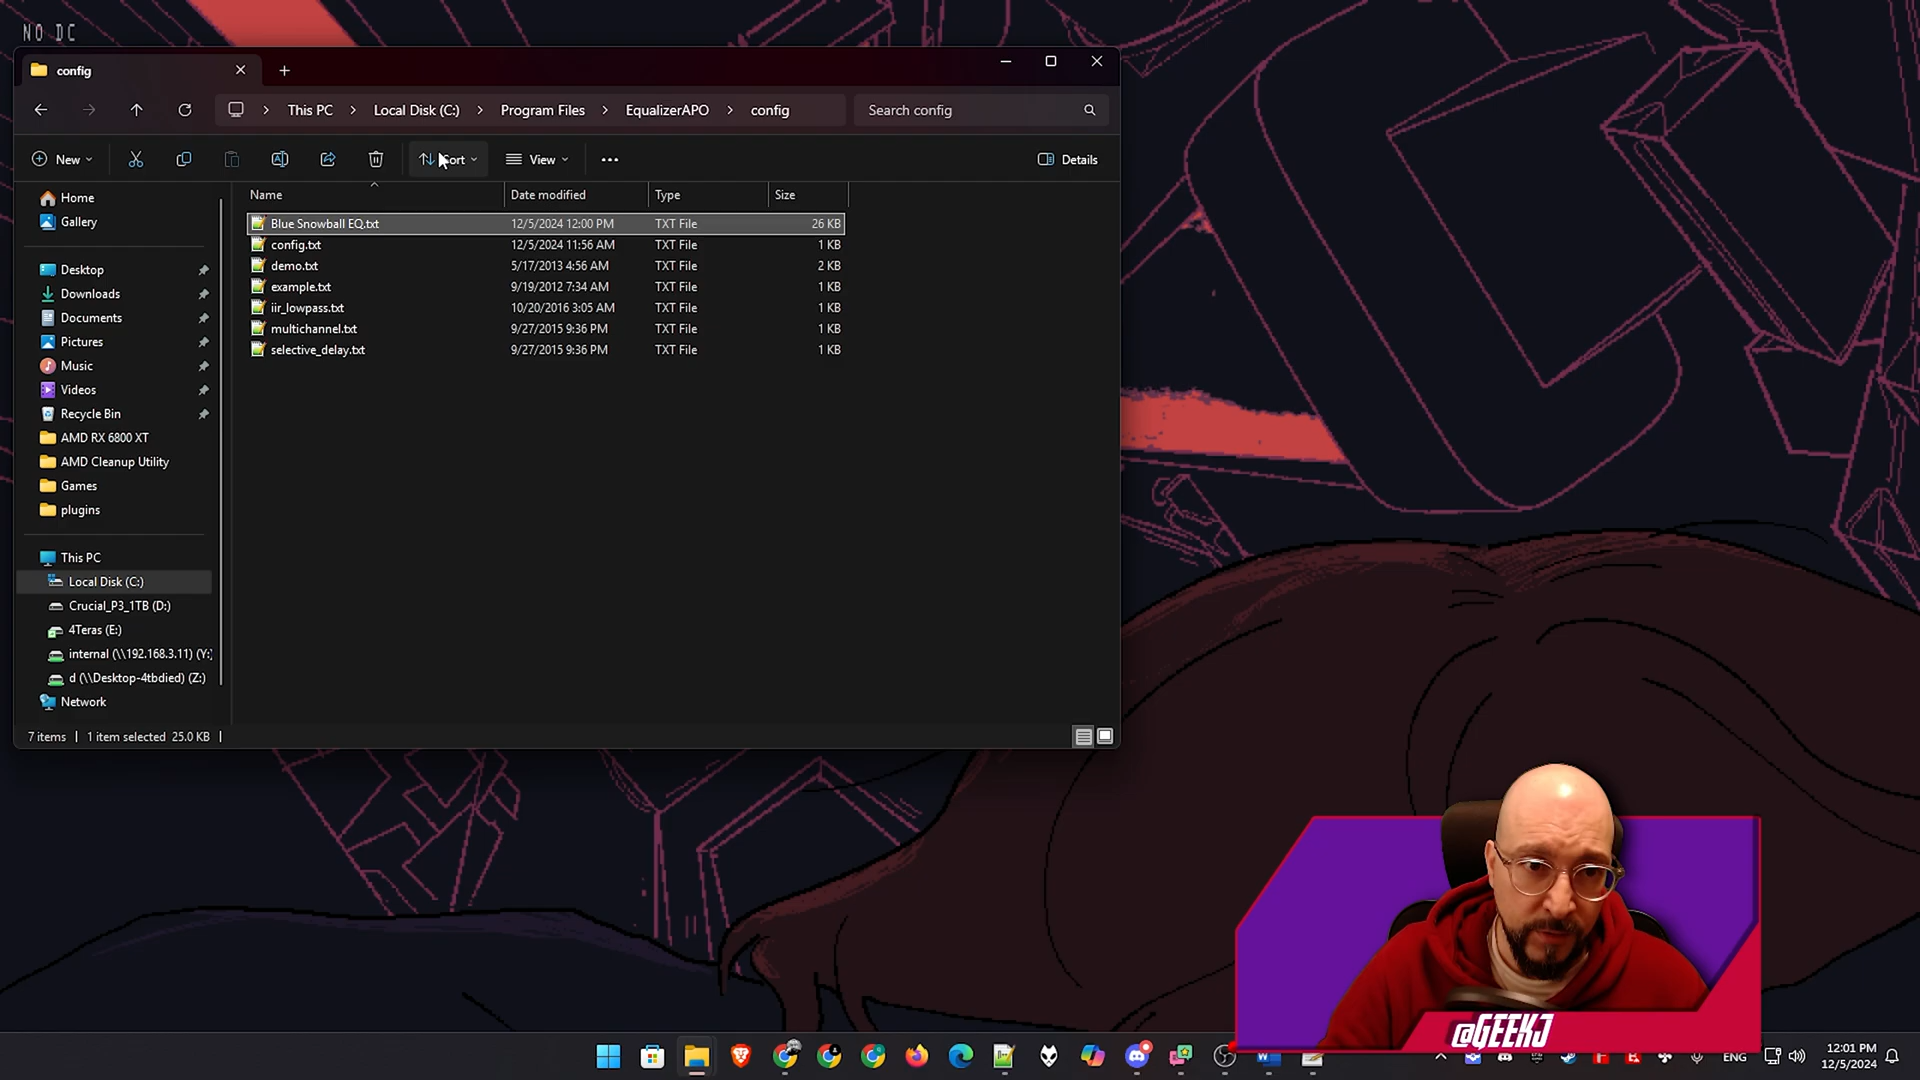 NO DC
config
This PC > Local Disk (C:) > Program Files > EqualizerAPO > config
Search config
New
Sort
View
Details
Name Date modified Type Size
Blue Snowball EQ.txt 12/5/2024 12:00 PM TXT File 26 KB
config.txt 12/5/2024 11:56 AM TXT File 1 KB
demo.txt 5/17/2013 4:56 AM TXT File 2 KB
example.txt 9/19/2012 7:34 AM TXT File 1 KB
iir_lowpass.txt 10/20/2016 3:05 AM TXT File 1 KB
multichannel.txt 9/27/2015 9:36 PM TXT File 1 KB
selective_delay.txt 9/27/2015 9:36 PM TXT File 1 KB
Home
Gallery
Desktop
Downloads
Documents
Pictures
Music
Videos
Recycle Bin
AMD RX 6800 XT
AMD Cleanup Utility
Games
plugins
This PC
Local Disk (C:)
Crucial_P3_1TB (D:)
4Teras (E:)
internal (\\192.168.3.11) (Y:)
d (\\Desktop-4tbdied) (Z:)
Network
7 items | 1 item selected 25.0 KB |
@GEEKJ
ENG
12:01 PM
12/5/2024